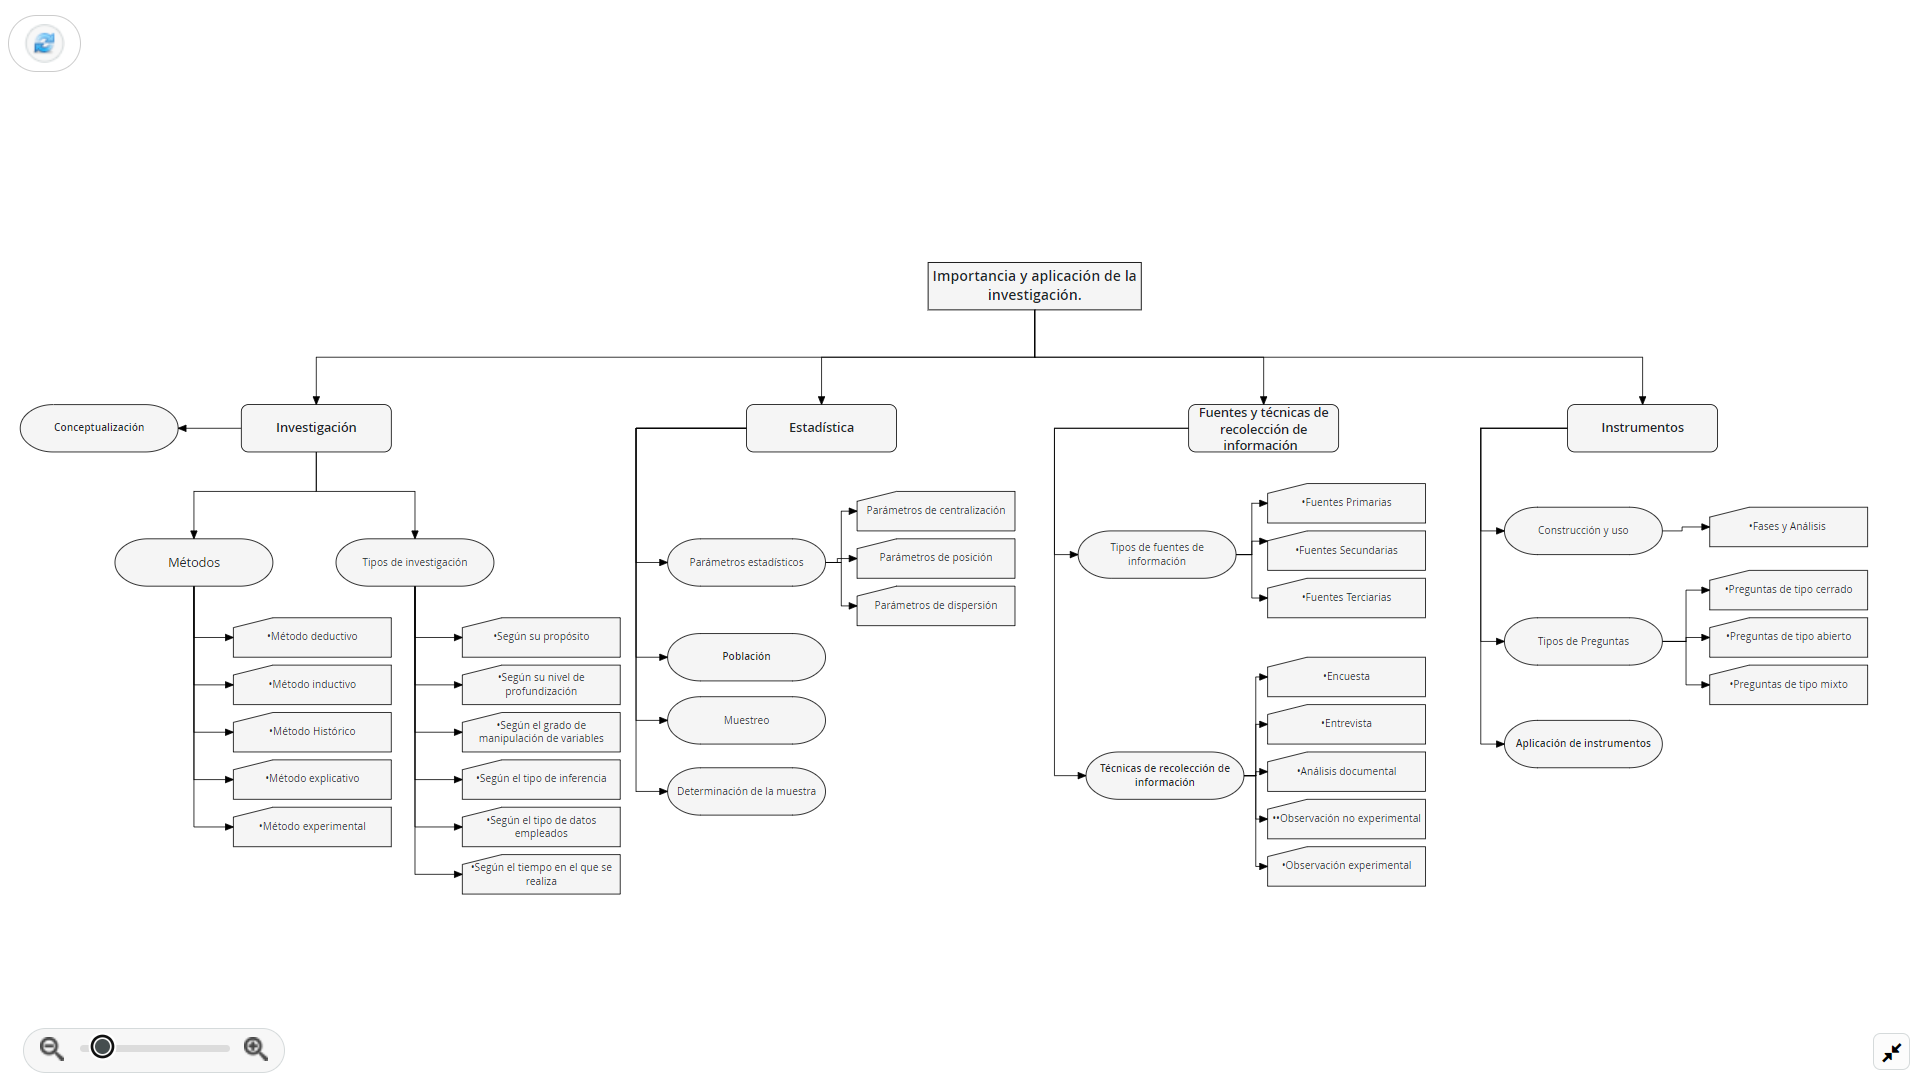 Importancia y aplicación de la
investigación.
Conceptualización
Investigación
Métodos
•Método deductivo
•Método inductivo
•Método Histórico
•Método explicativo
•Método experimental
Tipos de investigación
•Según su propósito
•Según su nivel de
profundización
•Según el grado de
manipulación de variables
•Según el tipo de inferencia
•Según el tipo de datos
empleados
•Según el tiempo en el que se
realiza
Estadística
Parámetros estadísticos
Parámetros de centralización
Parámetros de posición
Parámetros de dispersión
Población
Muestreo
Determinación de la muestra
Fuentes y técnicas de
recolección de
información
Tipos de fuentes de
información
•Fuentes Primarias
•Fuentes Secundarias
•Fuentes Terciarias
Técnicas de recolección de
información
•Encuesta
•Entrevista
•Análisis documental
••Observación no experimental
•Observación experimental
Instrumentos
Construcción y uso
•Fases y Análisis
Tipos de Preguntas
•Preguntas de tipo cerrado
•Preguntas de tipo abierto
•Preguntas de tipo mixto
Aplicación de instrumentos